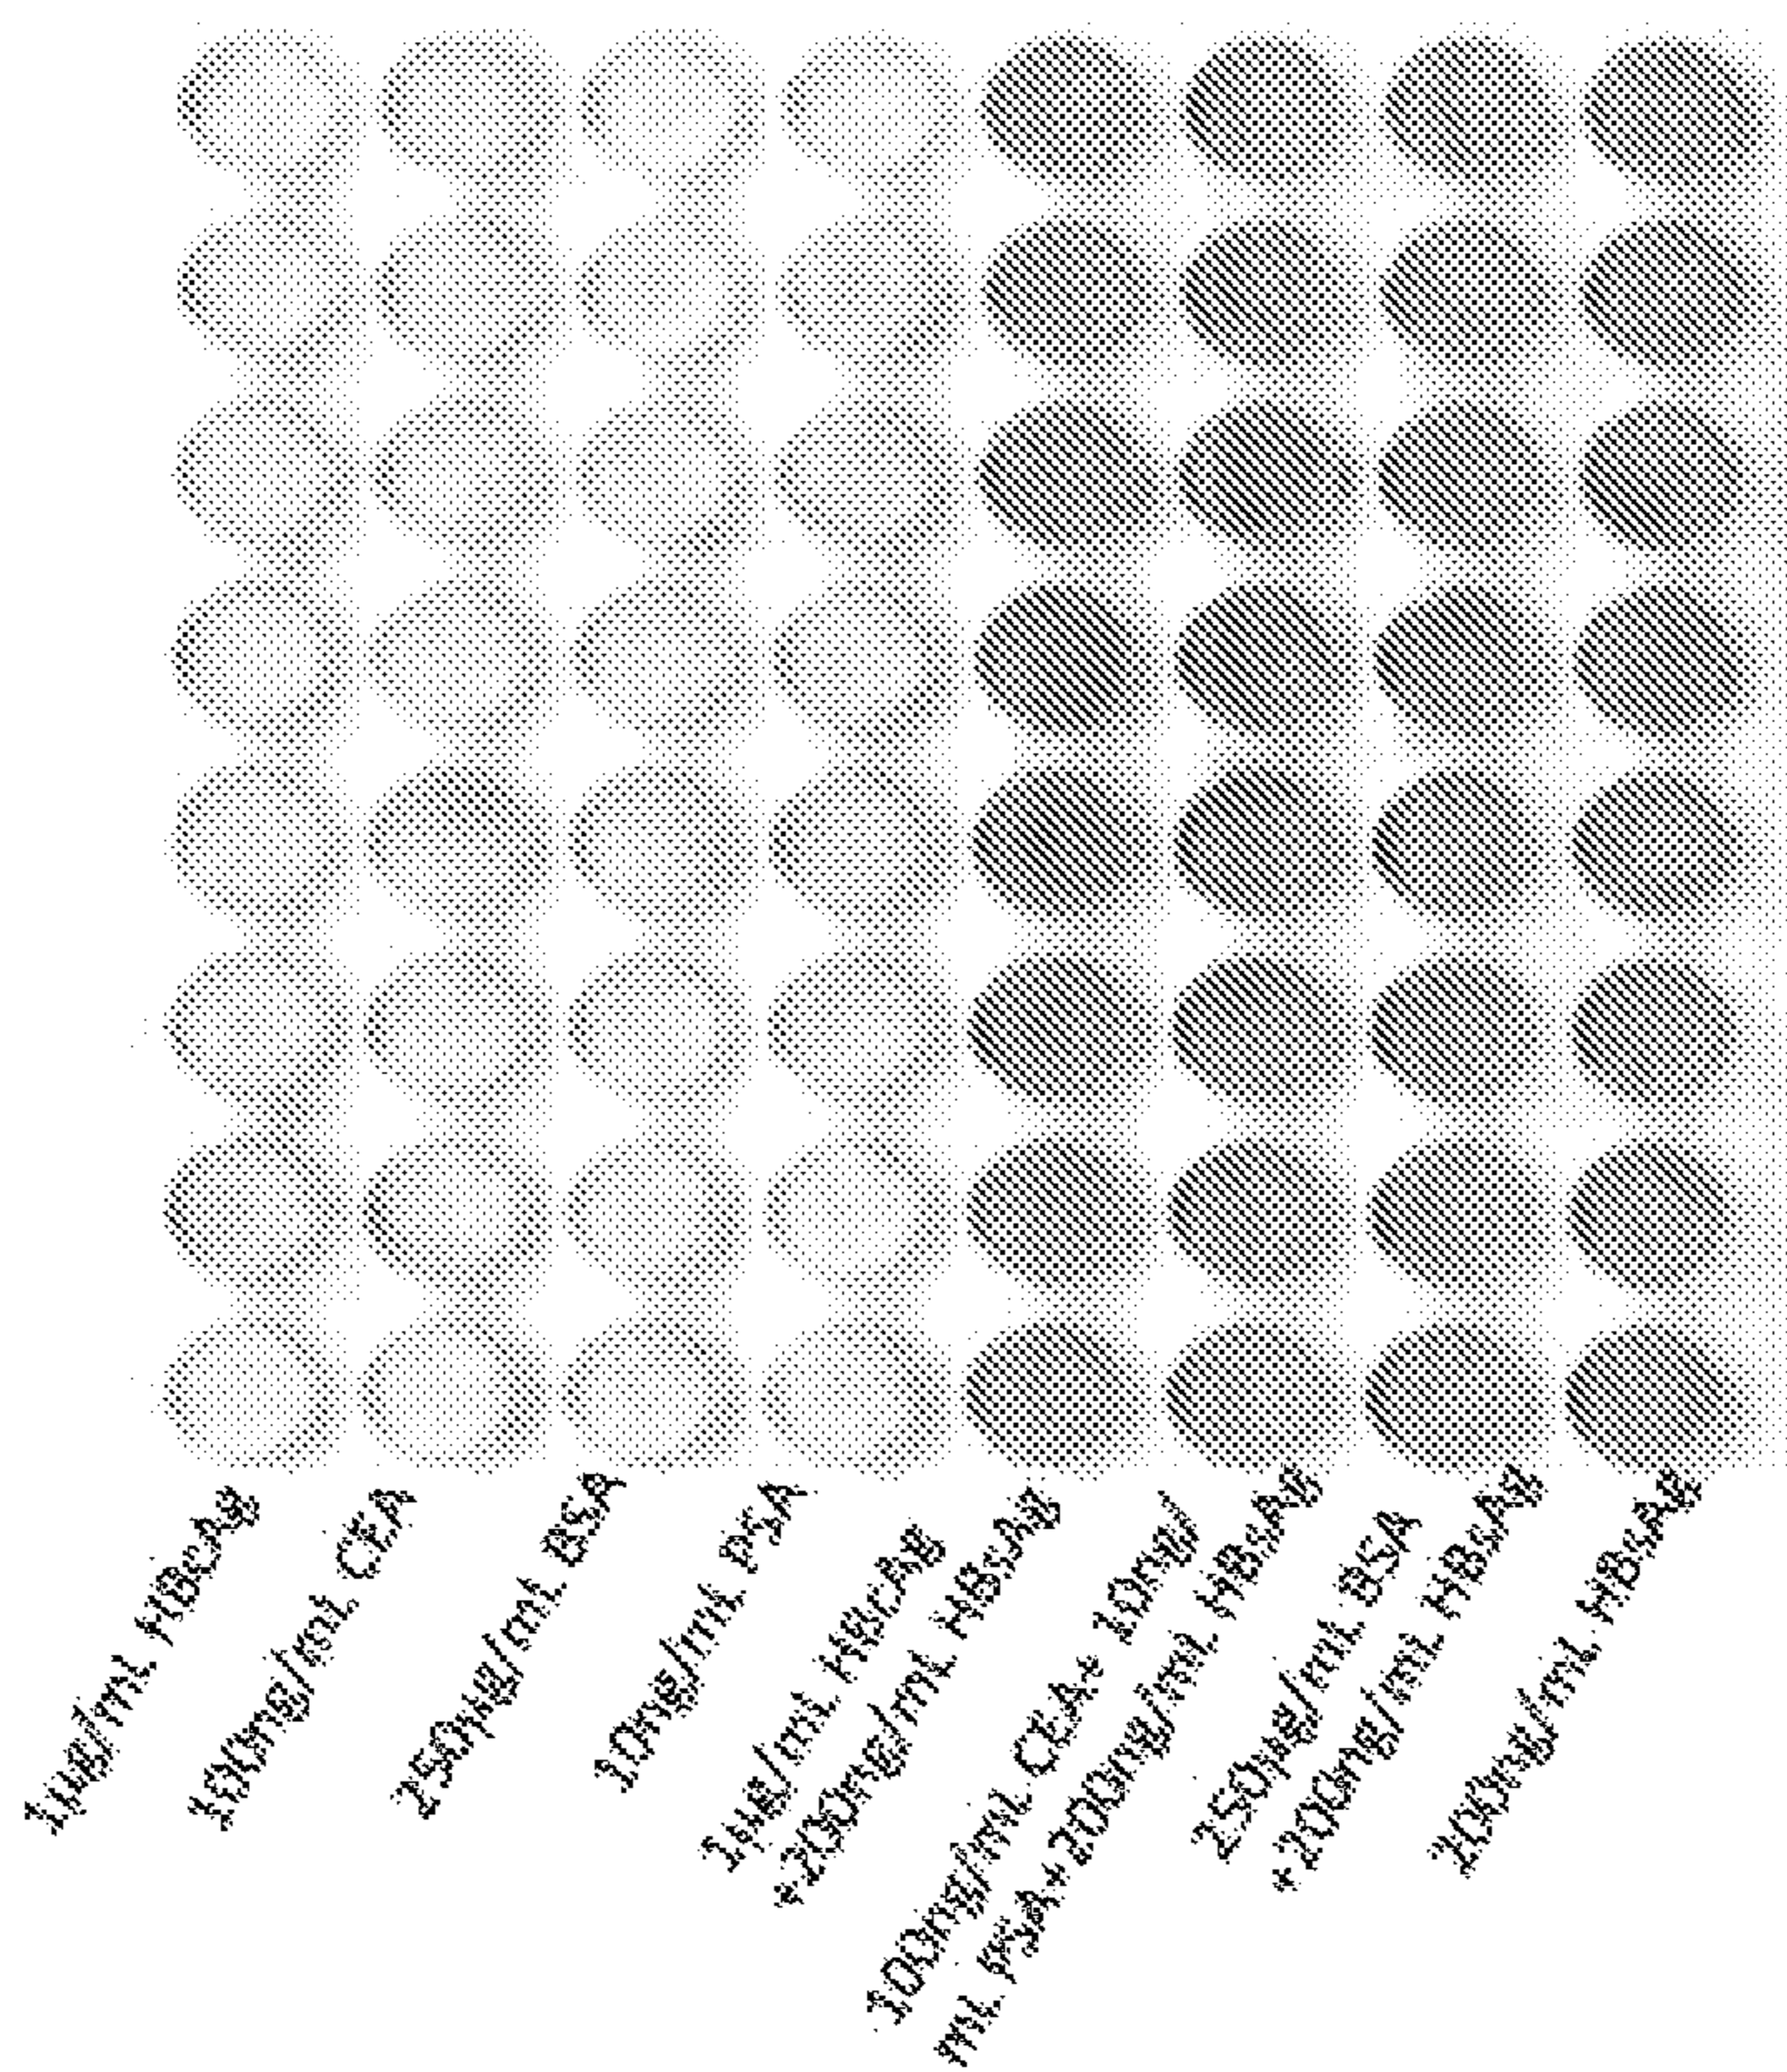 1μg/mL HBcAg
100ng/mL CEA
250μg/mL BSA
10ng/mL PSA
1μg/mL HBcAg
+200ng/mL HBsAg
100ng/mL CEA+ 10ng/
mL PSA+200ng/mL HBsAg
250μg/mL BSA
+200ng/mL HBsAg
200ng/mL HBsAg